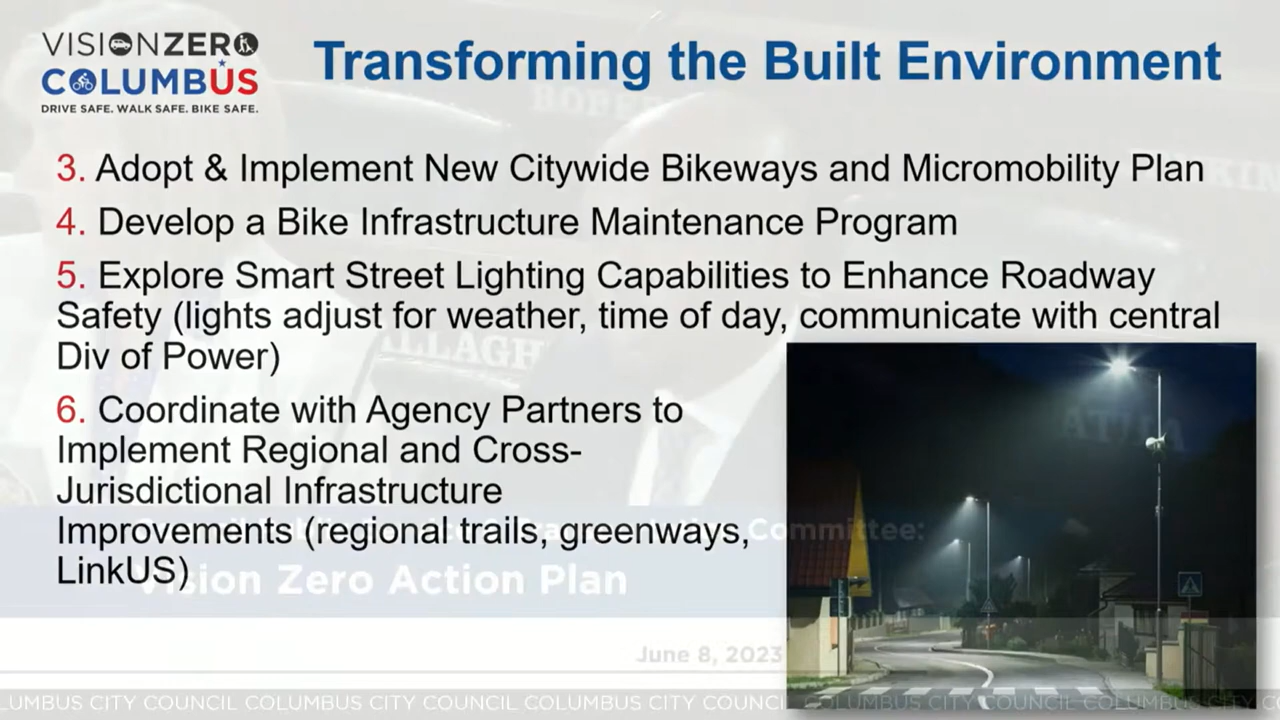 VISIONZERO
COLUMBUS
DRIVE SAFE. WALK SAFE. BIKE SAFE.
Transforming the Built Environment
3. Adopt & Implement New Citywide Bikeways and Micromobility Plan
4. Develop a Bike Infrastructure Maintenance Program
5. Explore Smart Street Lighting Capabilities to Enhance Roadway
Safety (lights adjust for weather, time of day, communicate with central
Div of Power)
6. Coordinate with Agency Partners to
Implement Regional and Cross-
Jurisdictional Infrastructure
Improvements (regional trails, greenways,
LinkUS)
Committee:
Vision Zero Action Plan
June 8, 2023
UMBUS CITY COUNCIL COLUMBUS CITY COUNCIL COLUMBUS CITY COUNCIL COLUMBUS CITY COUNCIL COLUMBUS C